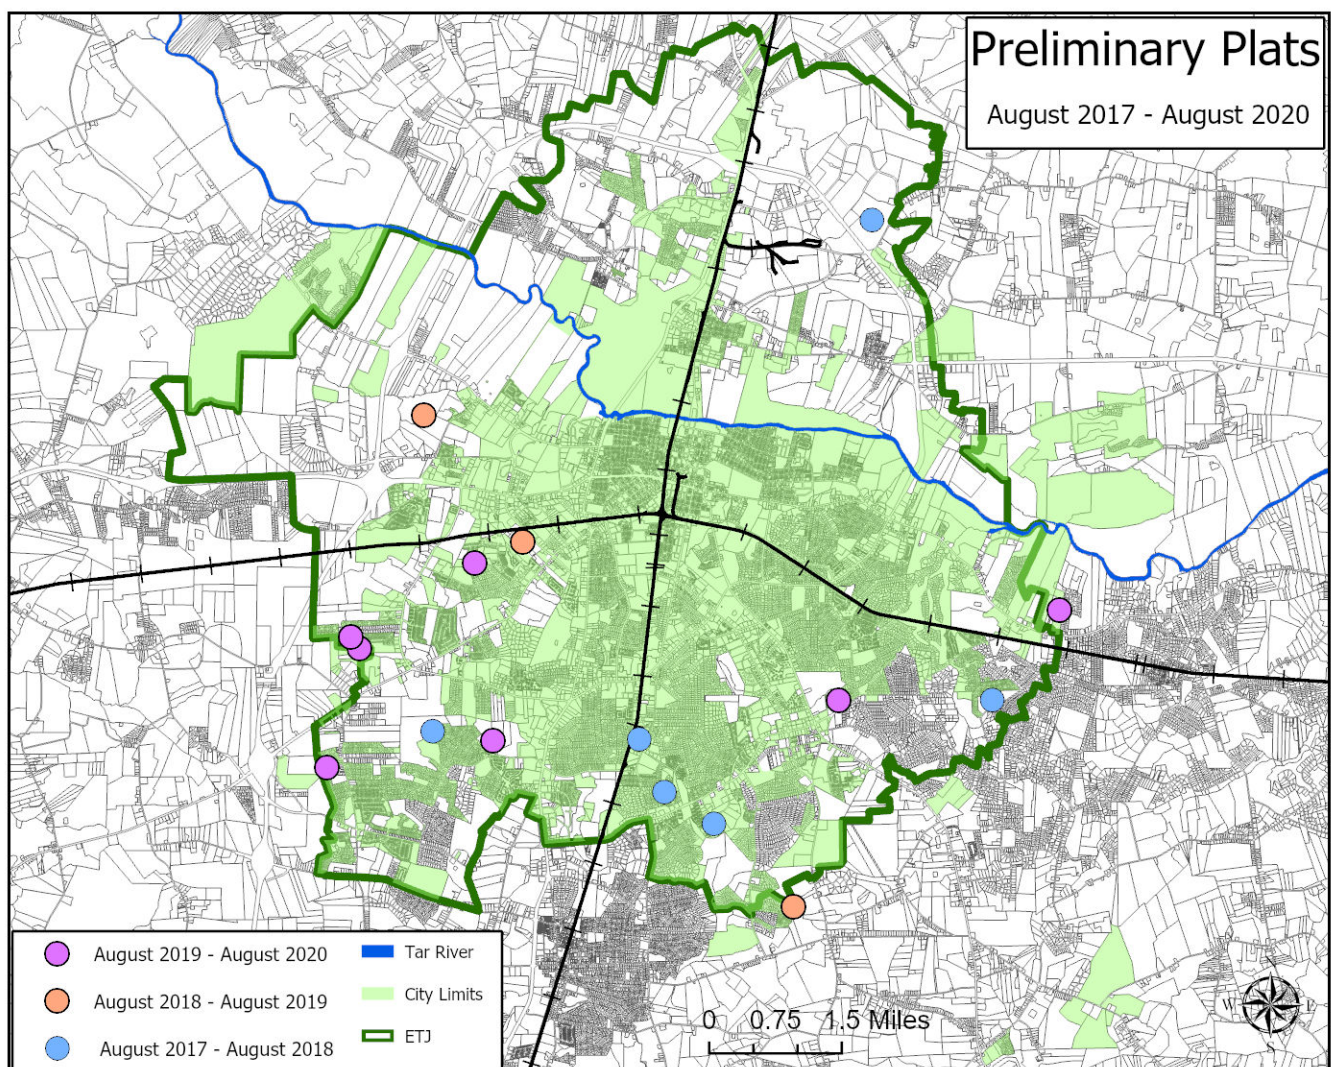 Preliminary Plats
August 2017 - August 2020
August 2019 - August 2020
August 2018 - August 2019
August 2017 - August 2018
Tar River
City Limits
ETJ
0 0.75 1.5 Miles
N
W E
S